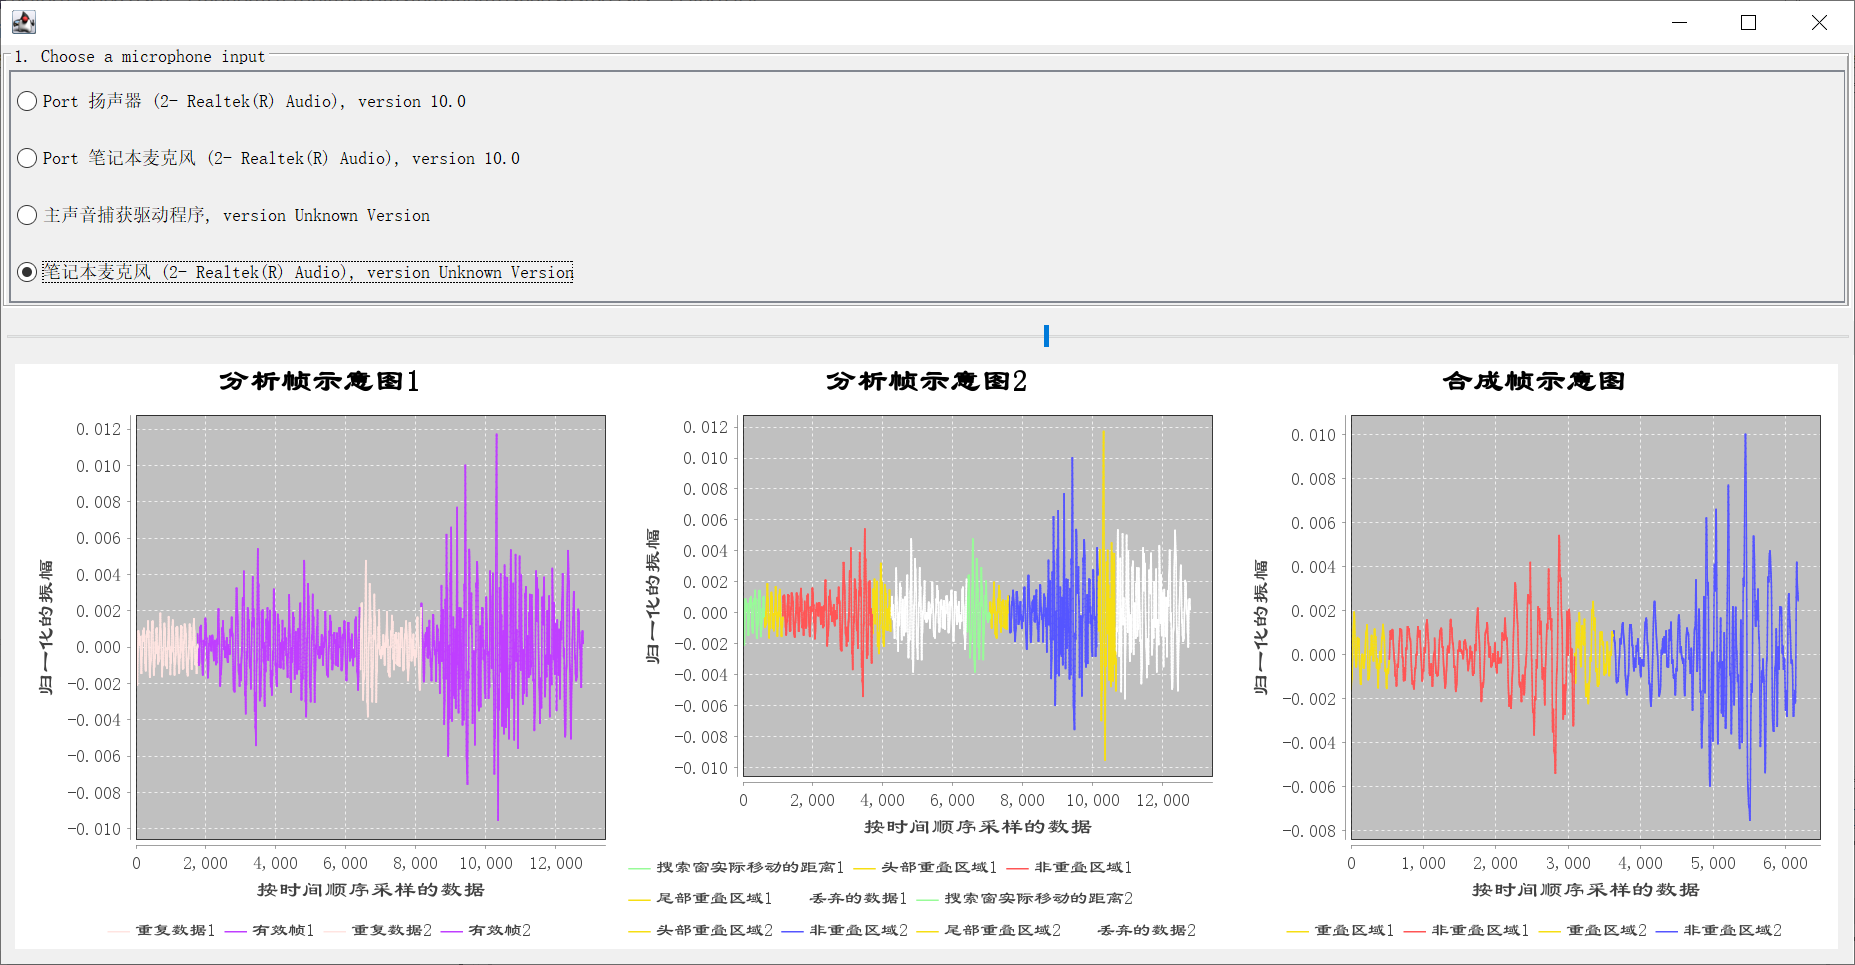 1. Choose a microphone input
Port 扬声器 (2- Realtek(R) Audio), version 10.0
Port 笔记本麦克风 (2- Realtek(R) Audio), version 10.0
主声音捕获驱动程序, version Unknown Version
笔记本麦克风 (2- Realtek(R) Audio), version Unknown Version
分析帧示意图1
归一化的振幅
0.012
0.010
0.008
0.006
0.004
0.002
0.000
-0.002
-0.004
-0.006
-0.008
-0.010
0 2,000 4,000 6,000 8,000 10,000 12,000
按时间顺序采样的数据
重复数据1 有效帧1 重复数据2 有效帧2
分析帧示意图2
归一化的振幅
0.012
0.010
0.008
0.006
0.004
0.002
0.000
-0.002
-0.004
-0.006
-0.008
-0.010
0 2,000 4,000 6,000 8,000 10,000 12,000
按时间顺序采样的数据
搜索窗实际移动的距离1 头部重叠区域1 非重叠区域1
尾部重叠区域1 丢弃的数据1 搜索窗实际移动的距离2
头部重叠区域2 非重叠区域2 尾部重叠区域2 丢弃的数据2
合成帧示意图
归一化的振幅
0.010
0.008
0.006
0.004
0.002
0.000
-0.002
-0.004
-0.006
-0.008
0 1,000 2,000 3,000 4,000 5,000 6,000
按时间顺序采样的数据
重叠区域1 非重叠区域1 重叠区域2 非重叠区域2